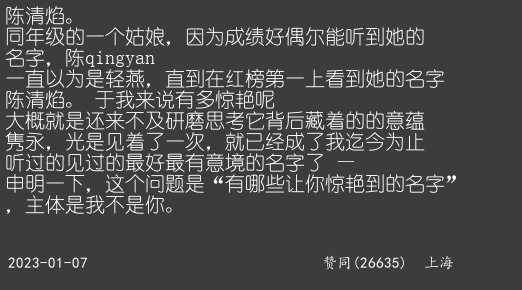 陈清焰。
同年级的一个姑娘，因为成绩好偶尔能听到她的
名字，陈qingyan
一直以为是轻燕，直到在红榜第一上看到她的名字
陈清焰。 于我来说有多惊艳呢
大概就是还来不及研磨思考它背后藏着的的意蕴
隽永，光是见着了一次，就已经成了我迄今为止
听过的见过的最好最有意境的名字了 一
申明一下，这个问题是“有哪些让你惊艳到的名字”
，主体是我不是你。
2023-01-07 赞同(26635) 上海